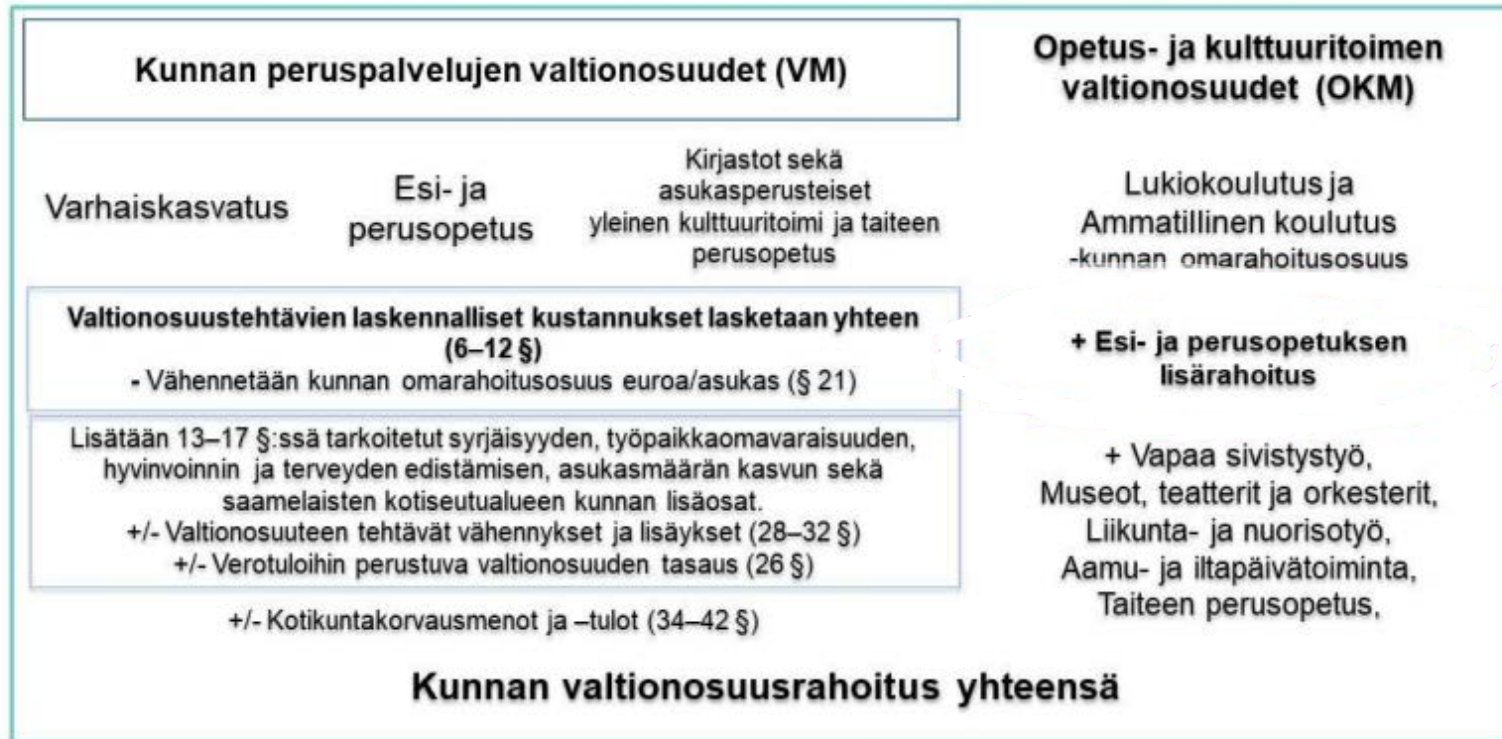 Kunnan peruspalvelujen valtionosuudet (VM)
Varhaiskasvatus
Esi- ja
perusopetus
Kirjastot sekä
asukasperusteiset
yleinen kulttuuritoimi ja taiteen
perusopetus
Valtionosuustehtävien laskennalliset kustannukset lasketaan yhteen
(6–12 §)
- Vähennetään kunnan omarahoitusosuus euroa/asukas (§ 21)
Lisätään 13–17 §:ssä tarkoitetut syrjäisyyden, työpaikkaomavaraisuuden,
hyvinvoinnin ja terveyden edistämisen, asukasmäärän kasvun sekä
saamelaisten kotiseutualueen kunnan lisäosat.
+/- Valtionosuuteen tehtävät vähennykset ja lisäykset (28–32 §)
+/- Verotuloihin perustuva valtionosuuden tasaus (26 §)
+/- Kotikuntakorvausmenot ja –tulot (34–42 §)
Opetus- ja kulttuuritoimen
valtionosuudet (OKM)
Lukiokoulutus ja
Ammatillinen koulutus
-kunnan omarahoitusosuus
+ Esi- ja perusopetuksen
lisärahoitus
+ Vapaa sivistystyö,
Museot, teatterit ja orkesterit,
Liikunta- ja nuorisotyö,
Aamu- ja iltapäivätoiminta,
Taiteen perusopetus,
Kunnan valtionosuusrahoitus yhteensä